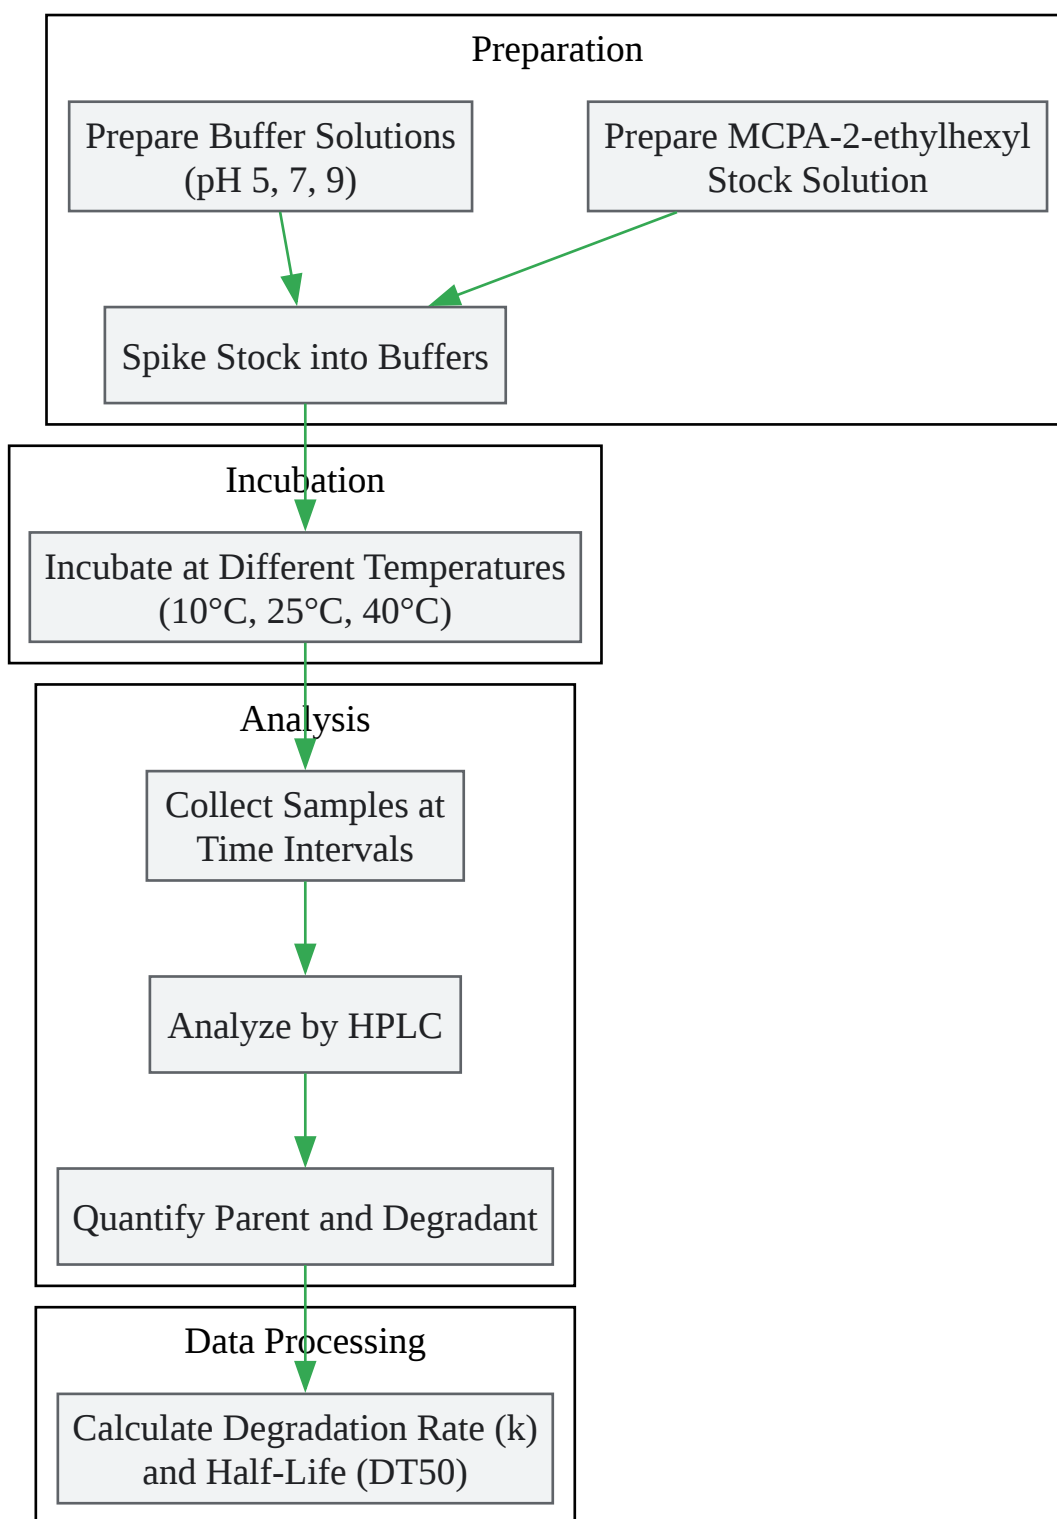 Preparation
Prepare Buffer Solutions
(pH 5, 7, 9)
Prepare MCPA-2-ethylhexyl
Stock Solution
Spike Stock into Buffers
Incubation
Incubate at Different Temperatures
(10°C, 25°C, 40°C)
Analysis
Collect Samples at
Time Intervals
Analyze by HPLC
Quantify Parent and Degradant
Data Processing
Calculate Degradation Rate (k)
and Half-Life (DT50)